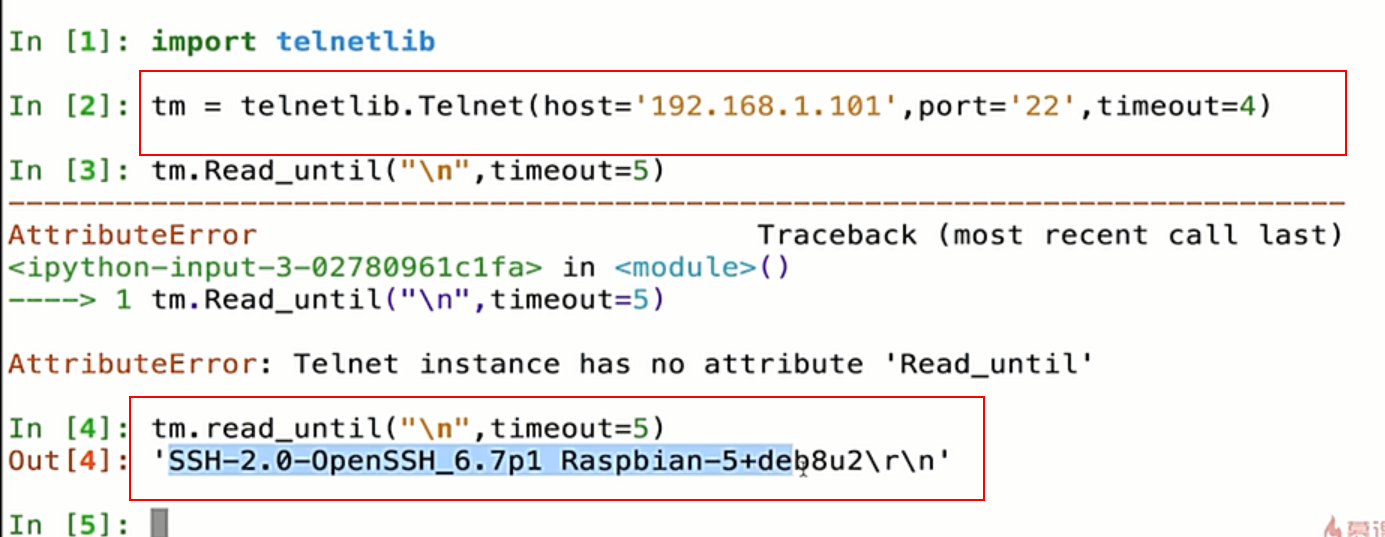 In [1]: import telnetlib
In [2]: tm = telnetlib.Telnet(host='192.168.1.101',port='22',timeout=4)
In [3]: tm.Read_until("\n",timeout=5)
---------------------------------------------------------------------------
AttributeError Traceback (most recent call last)
<ipython-input-3-02780961c1fa> in <module>()
----> 1 tm.Read_until("\n",timeout=5)
AttributeError: Telnet instance has no attribute 'Read_until'
In [4]: tm.read_until("\n",timeout=5)
Out[4]: 'SSH-2.0-OpenSSH_6.7p1 Raspbian-5+deb8u2\r\n'
In [5]: